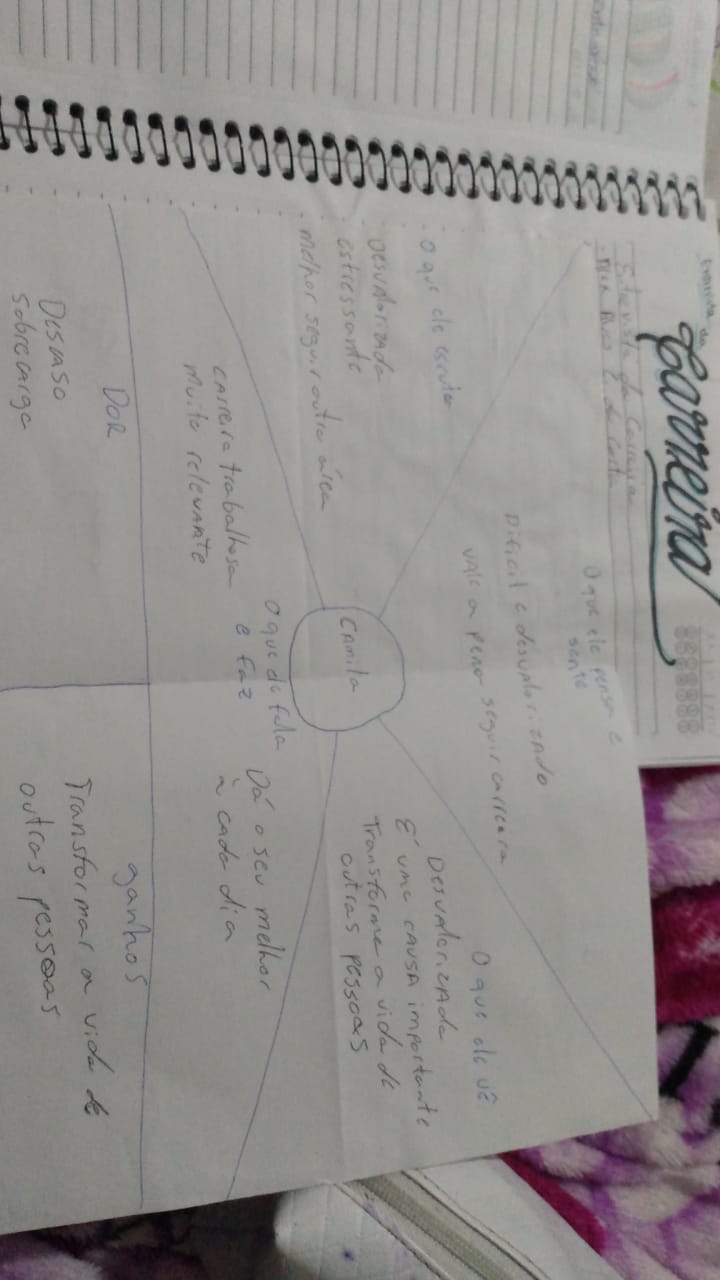 Entrevista da
Carreira
Entrevista da Carreira
O que ele pensa e
sente
Dificil e desvalorizado
vale a pena seguir carreira
O que ele escuta
Desvalorizada
estressante
melhor seguir outra área
O que ele vê
Desvalorizada
É uma causa importante
Transforma a vida de
outras pessoas
Camila
O que ele fala
e faz
carreira trabalhosa
muito relevante
Dá o seu melhor
à cada dia
DOR
Descaso
sobrecarga
ganhos
Transformar a vida de
outras pessoas